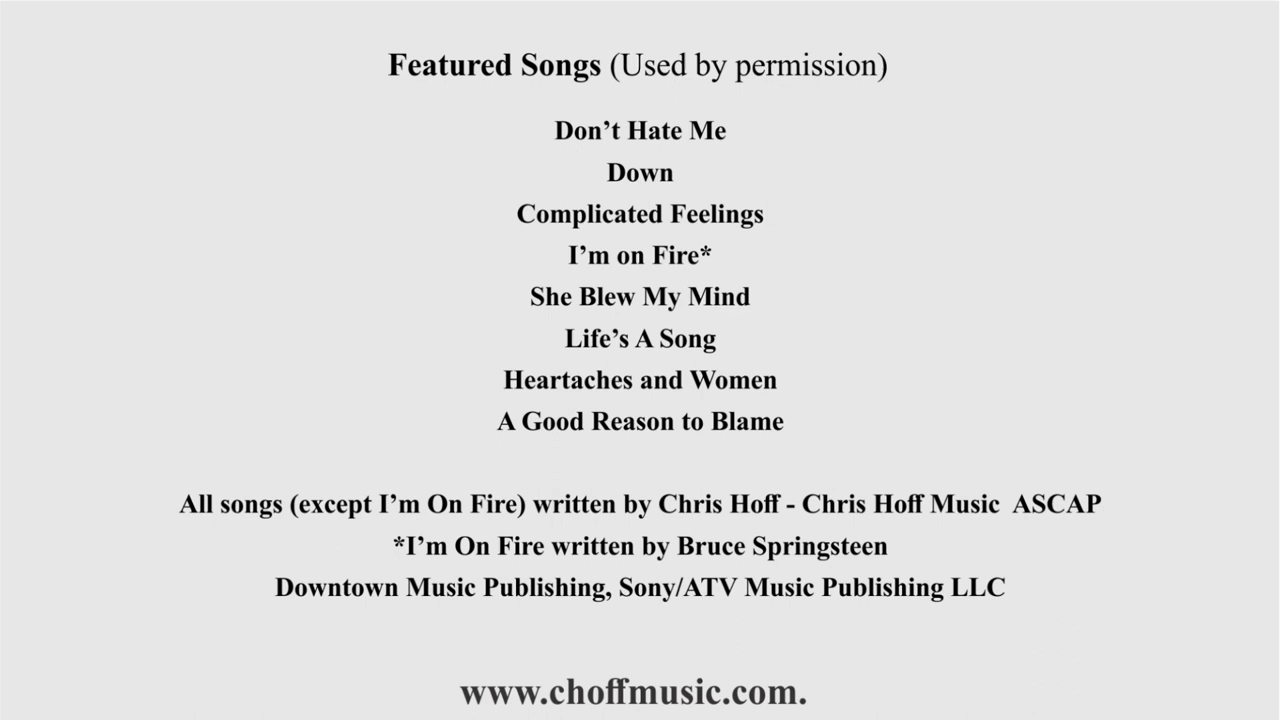 Featured Songs (Used by permission)
Don’t Hate Me
Down
Complicated Feelings
I’m on Fire*
She Blew My Mind
Life’s A Song
Heartaches and Women
A Good Reason to Blame
All songs (except I’m On Fire) written by Chris Hoff - Chris Hoff Music  ASCAP
*I’m On Fire written by Bruce Springsteen
Downtown Music Publishing, Sony/ATV Music Publishing LLC
www.choffmusic.com.